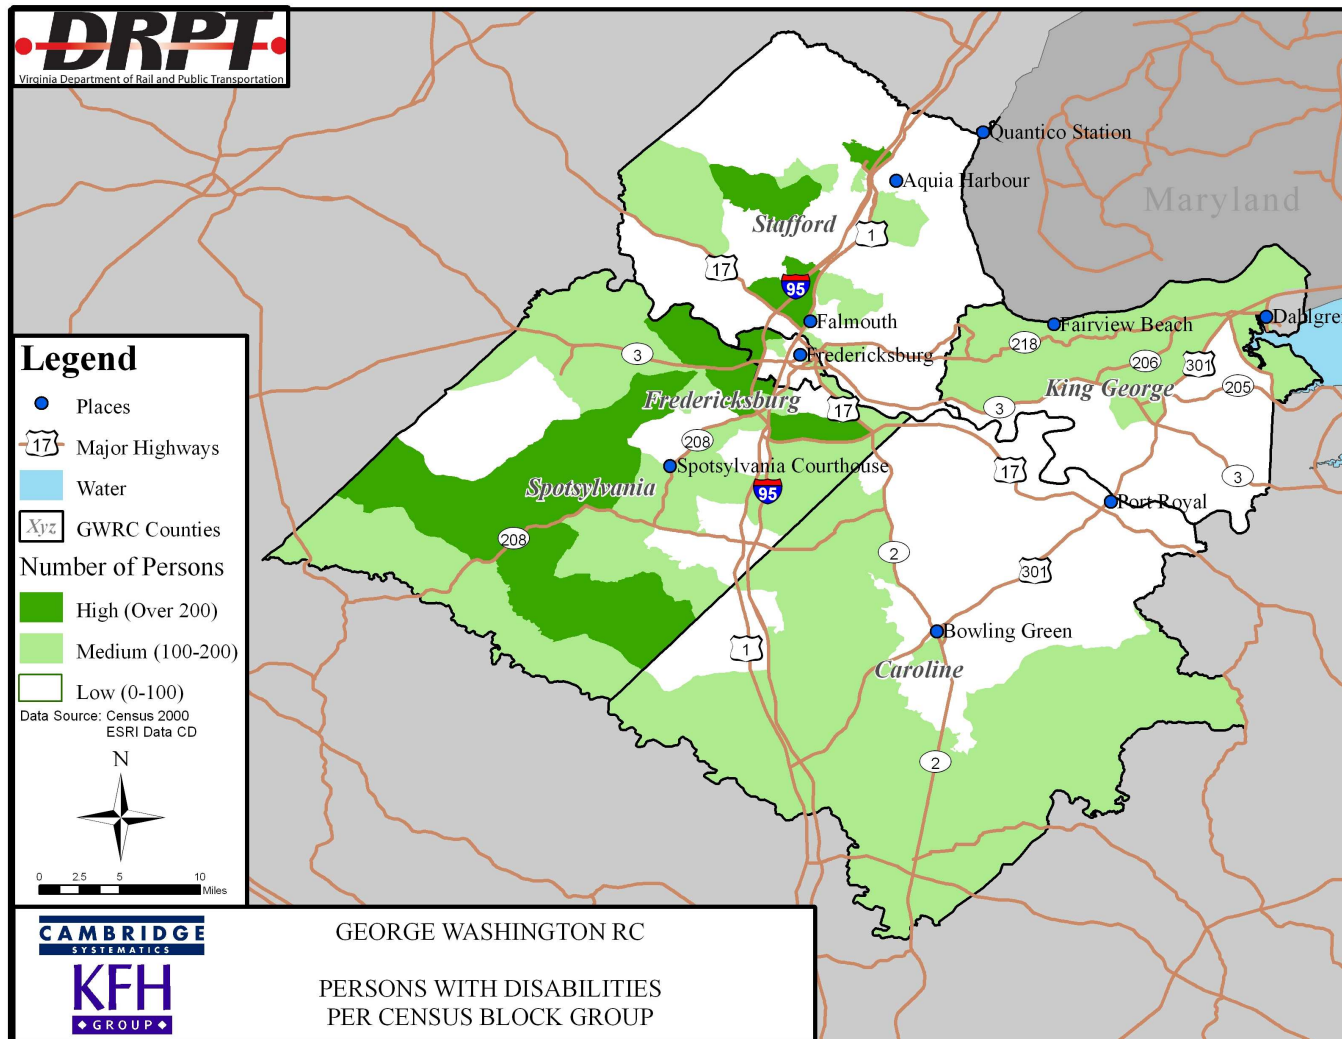 DRPT
Virginia Department of Rail and Public Transportation
Quantico Station
Aquia Harbour
Maryland
Stafford
1
17
95
Falmouth
Fairview Beach
Dahlgre
218
Fredericksburg
3
206
301
205
King George
Fredericksburg
17
3
208
Spotsylvania Courthouse
17
3
Spotsylvania
95
Port Royal
208
2
301
Bowling Green
1
Caroline
2
Legend
Places
17 Major Highways
Water
Xyz GWRC Counties
Number of Persons
High (Over 200)
Medium (100-200)
Low (0-100)
Data Source: Census 2000
ESRI Data CD
N
0 2.5 5 10
Miles
CAMBRIDGE
SYSTEMATICS
KFH
GROUP
GEORGE WASHINGTON RC
PERSONS WITH DISABILITIES
PER CENSUS BLOCK GROUP